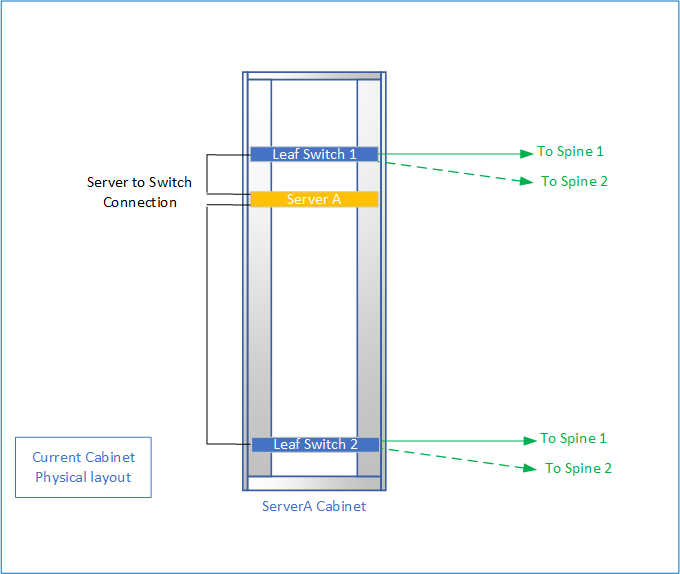 Leaf Switch 1
To Spine 1
To Spine 2
Server to Switch
Connection
Server A
Leaf Switch 2
To Spine 1
To Spine 2
Current Cabinet
Physical layout
ServerA Cabinet